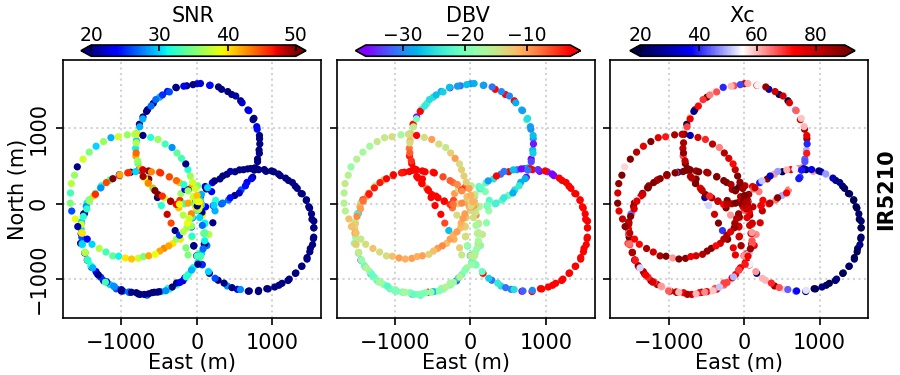 SNR DBV Xc
20 30 40 50 −30 −20 −10 20 40 60 80
North (m)
1000
0
−1000
−1000 0 1000 −1000 0 1000 −1000 0 1000
East (m) East (m) East (m)
IR5210